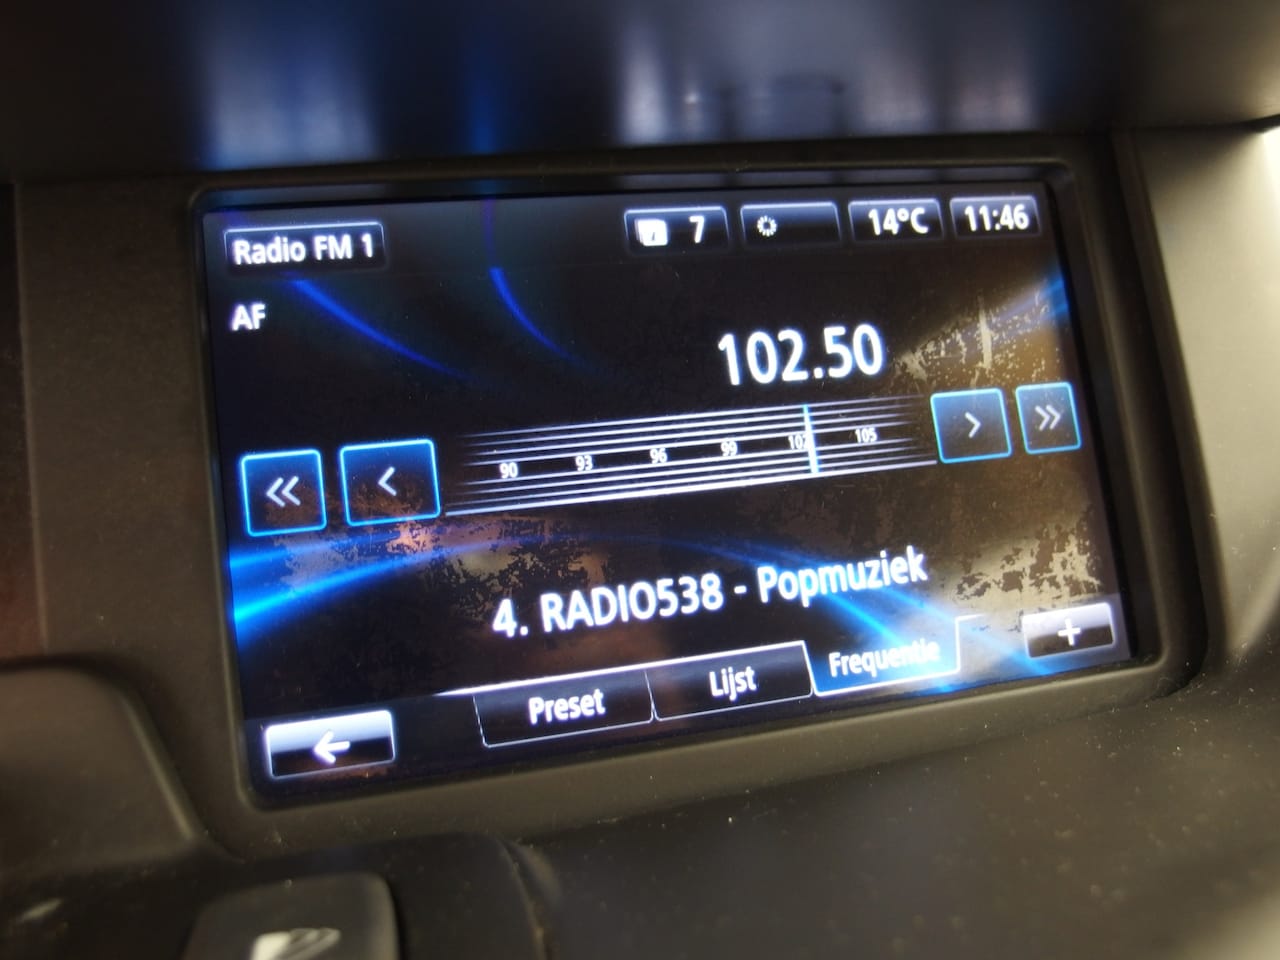 Radio FM 1
7
14°C
11:46
AF
102.50
90 93 96 99 102 105
4. RADIO538 - Popmuziek
Preset
Lijst
Frequentie